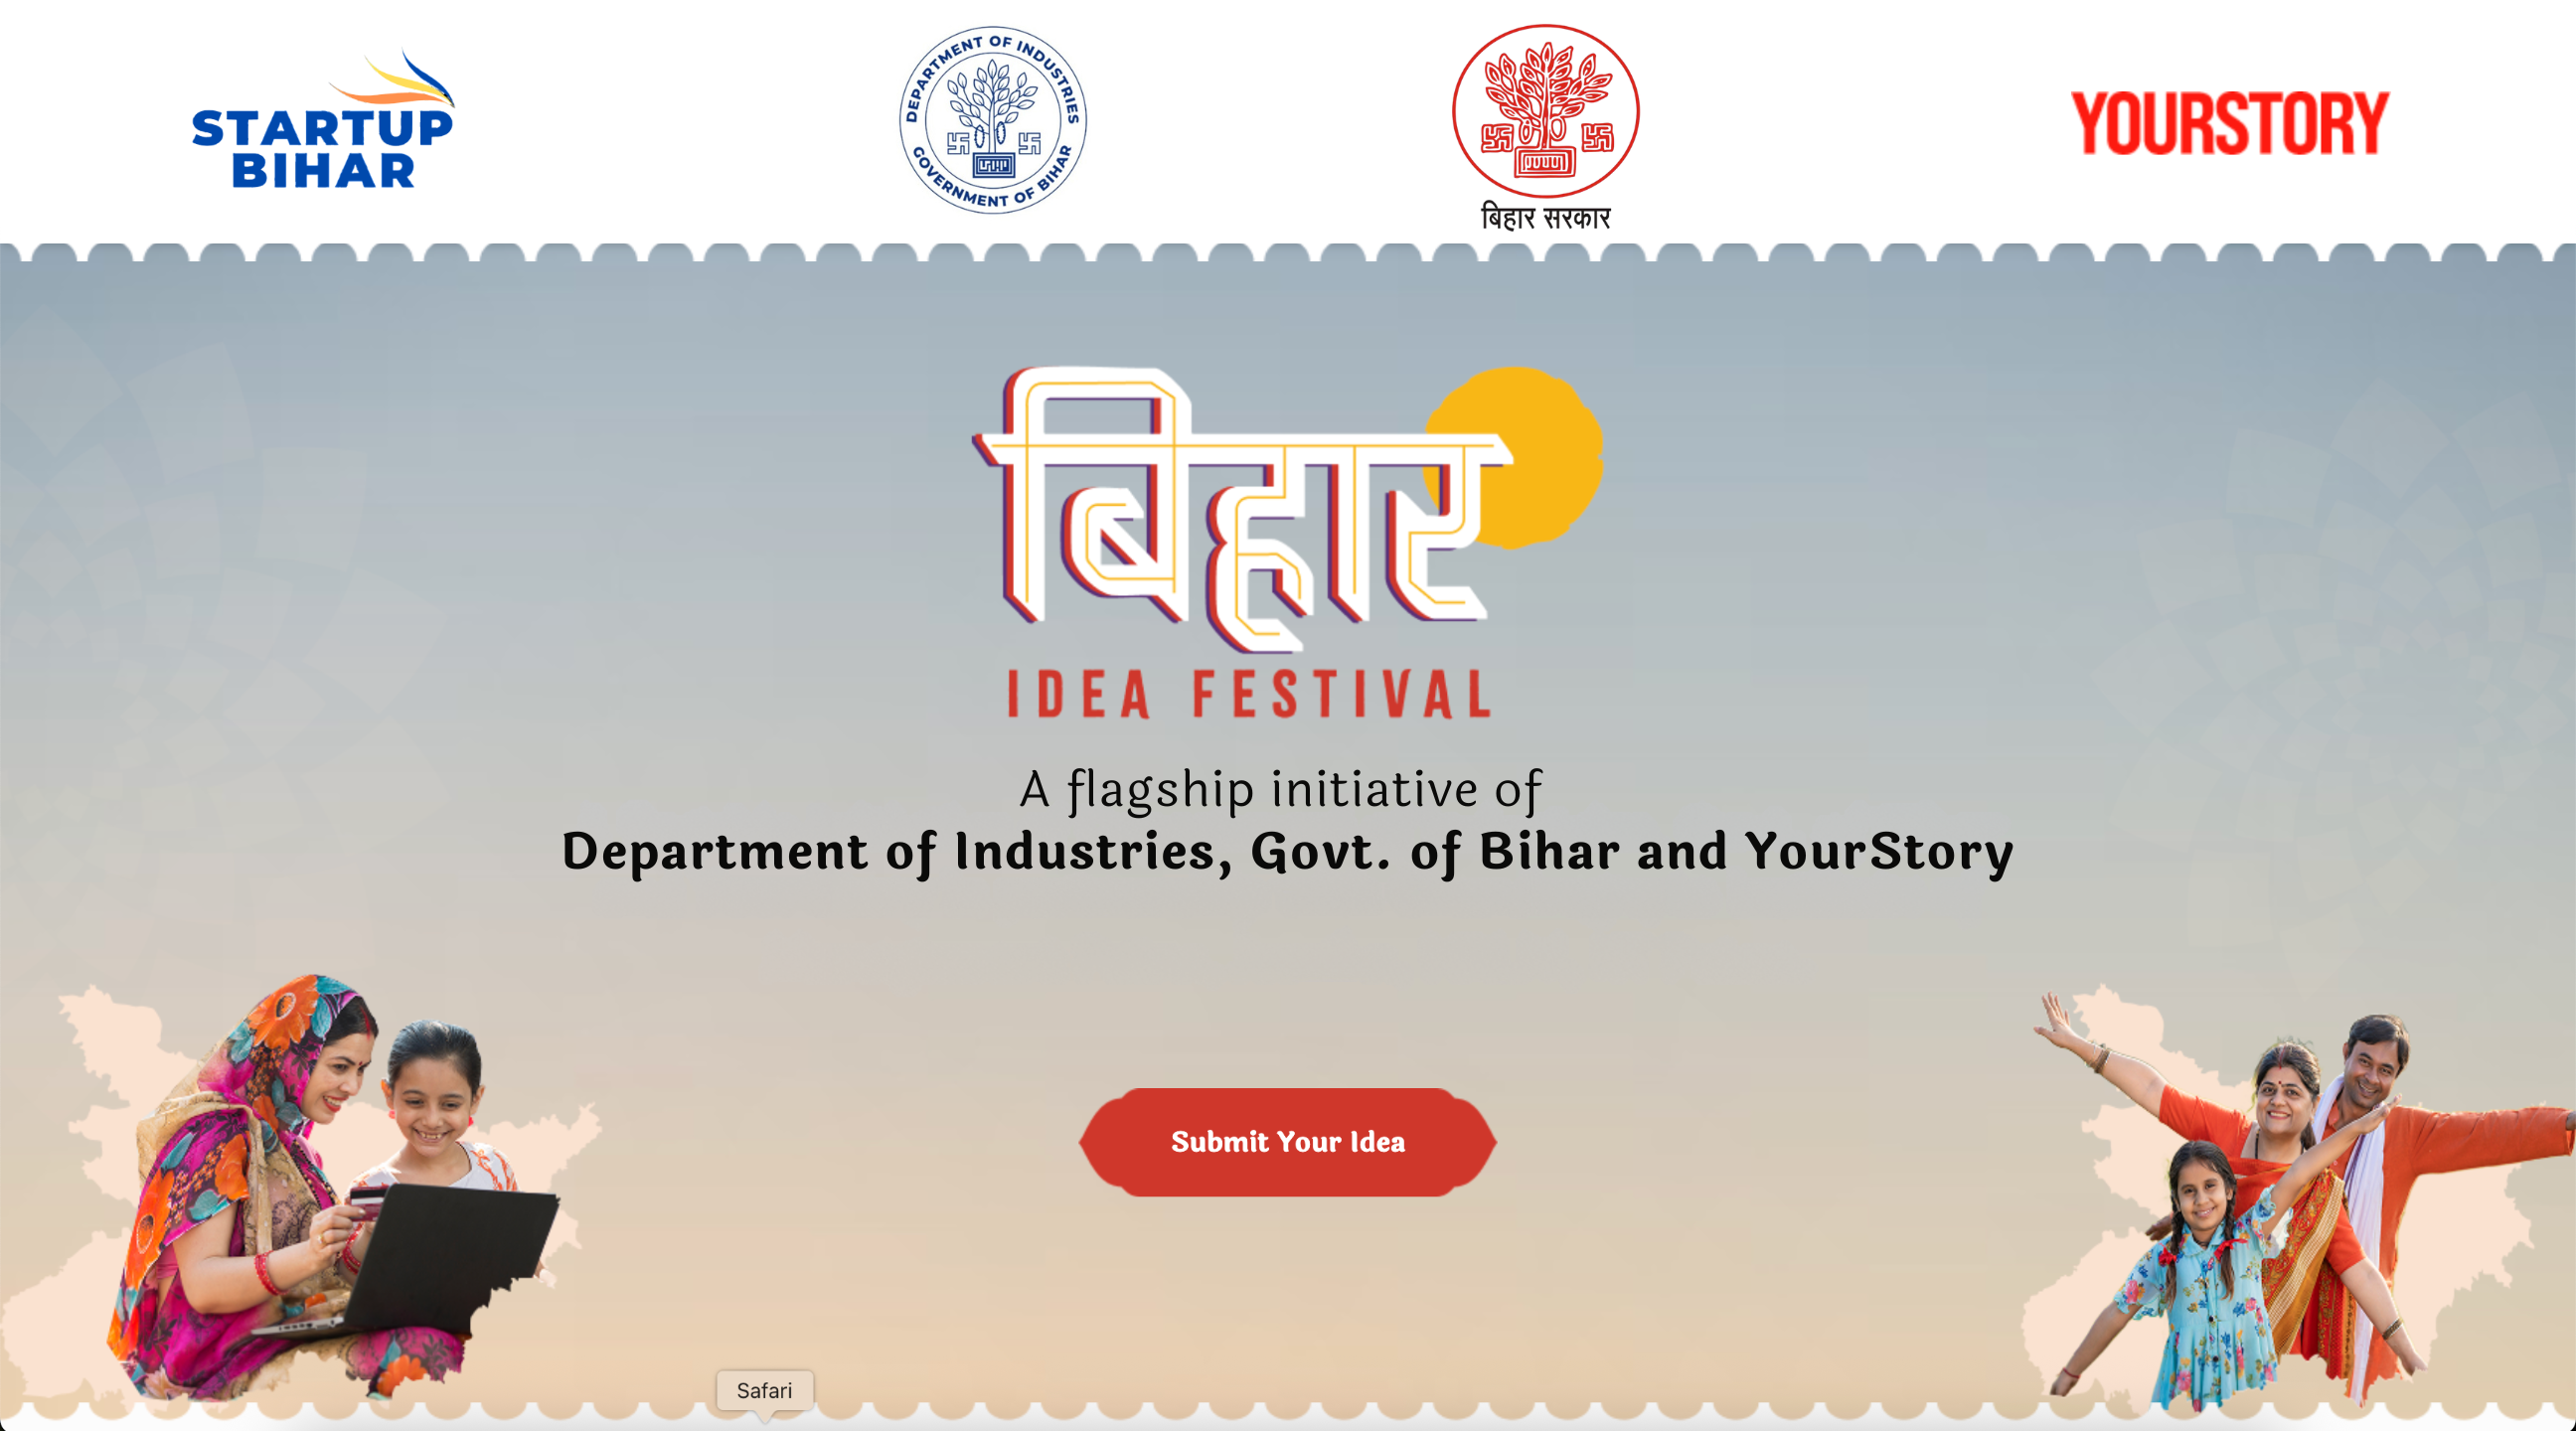 STARTUP
BIHAR
DEPARTMENT OF INDUSTRIES
GOVERNMENT OF BIHAR
बिहार सरकार
YOURSTORY
बिहार
IDEA FESTIVAL
A flagship initiative of
Department of Industries, Govt. of Bihar and YourStory
Submit Your Idea
Safari